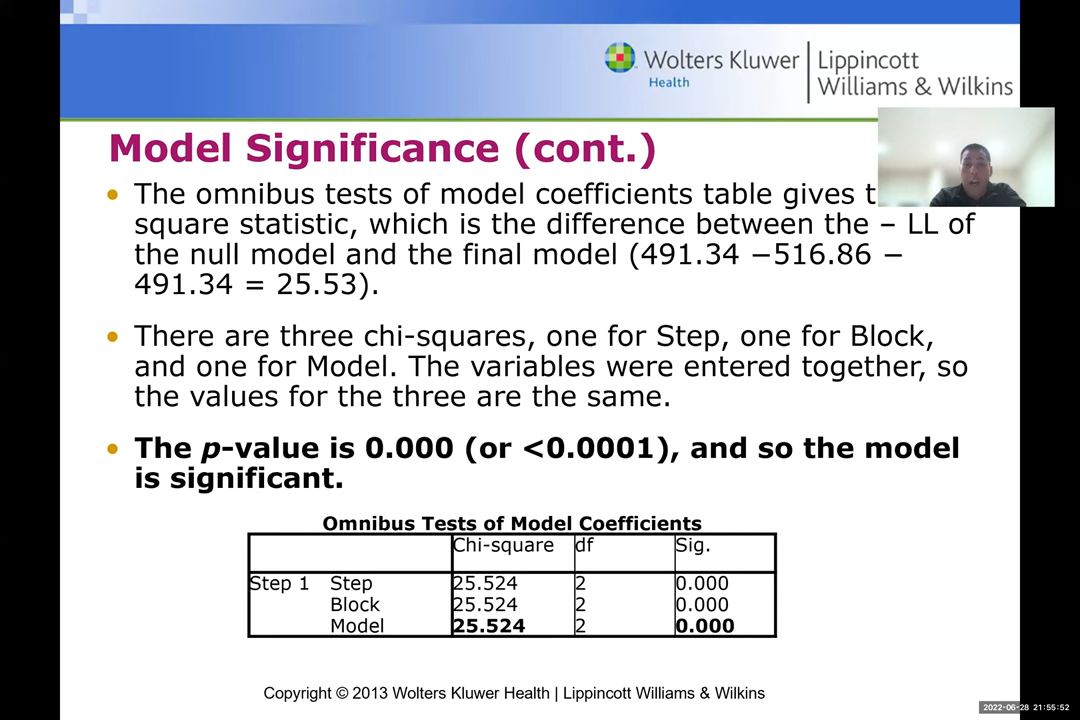 Wolters Kluwer
Health
Lippincott
Williams & Wilkins
Model Significance (cont.)
• The omnibus tests of model coefficients table gives t
square statistic, which is the difference between the – LL of
the null model and the final model (491.34 −516.86 −
491.34 = 25.53).
• There are three chi-squares, one for Step, one for Block,
and one for Model. The variables were entered together, so
the values for the three are the same.
• The p-value is 0.000 (or <0.0001), and so the model
is significant.
Omnibus Tests of Model Coefficients
Chi-square df Sig.
Step 1 Step 25.524 2 0.000
Block 25.524 2 0.000
Model 25.524 2 0.000
Copyright © 2013 Wolters Kluwer Health | Lippincott Williams & Wilkins
2022-06-28 21:55:52